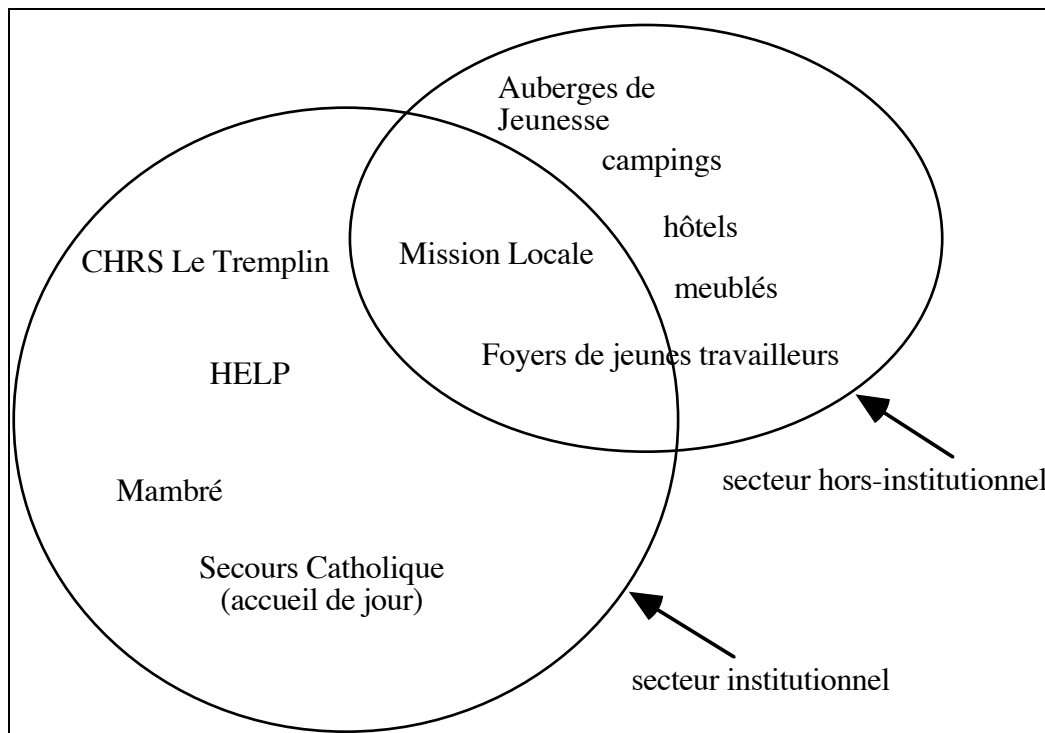 Auberges de
Jeunesse
campings
hôtels
Mission Locale
CHRS Le Tremplin
meublés
Foyers de jeunes travailleurs
HELP
secteur hors-institutionnel
Mambré
Secours Catholique
(accueil de jour)
secteur institutionnel